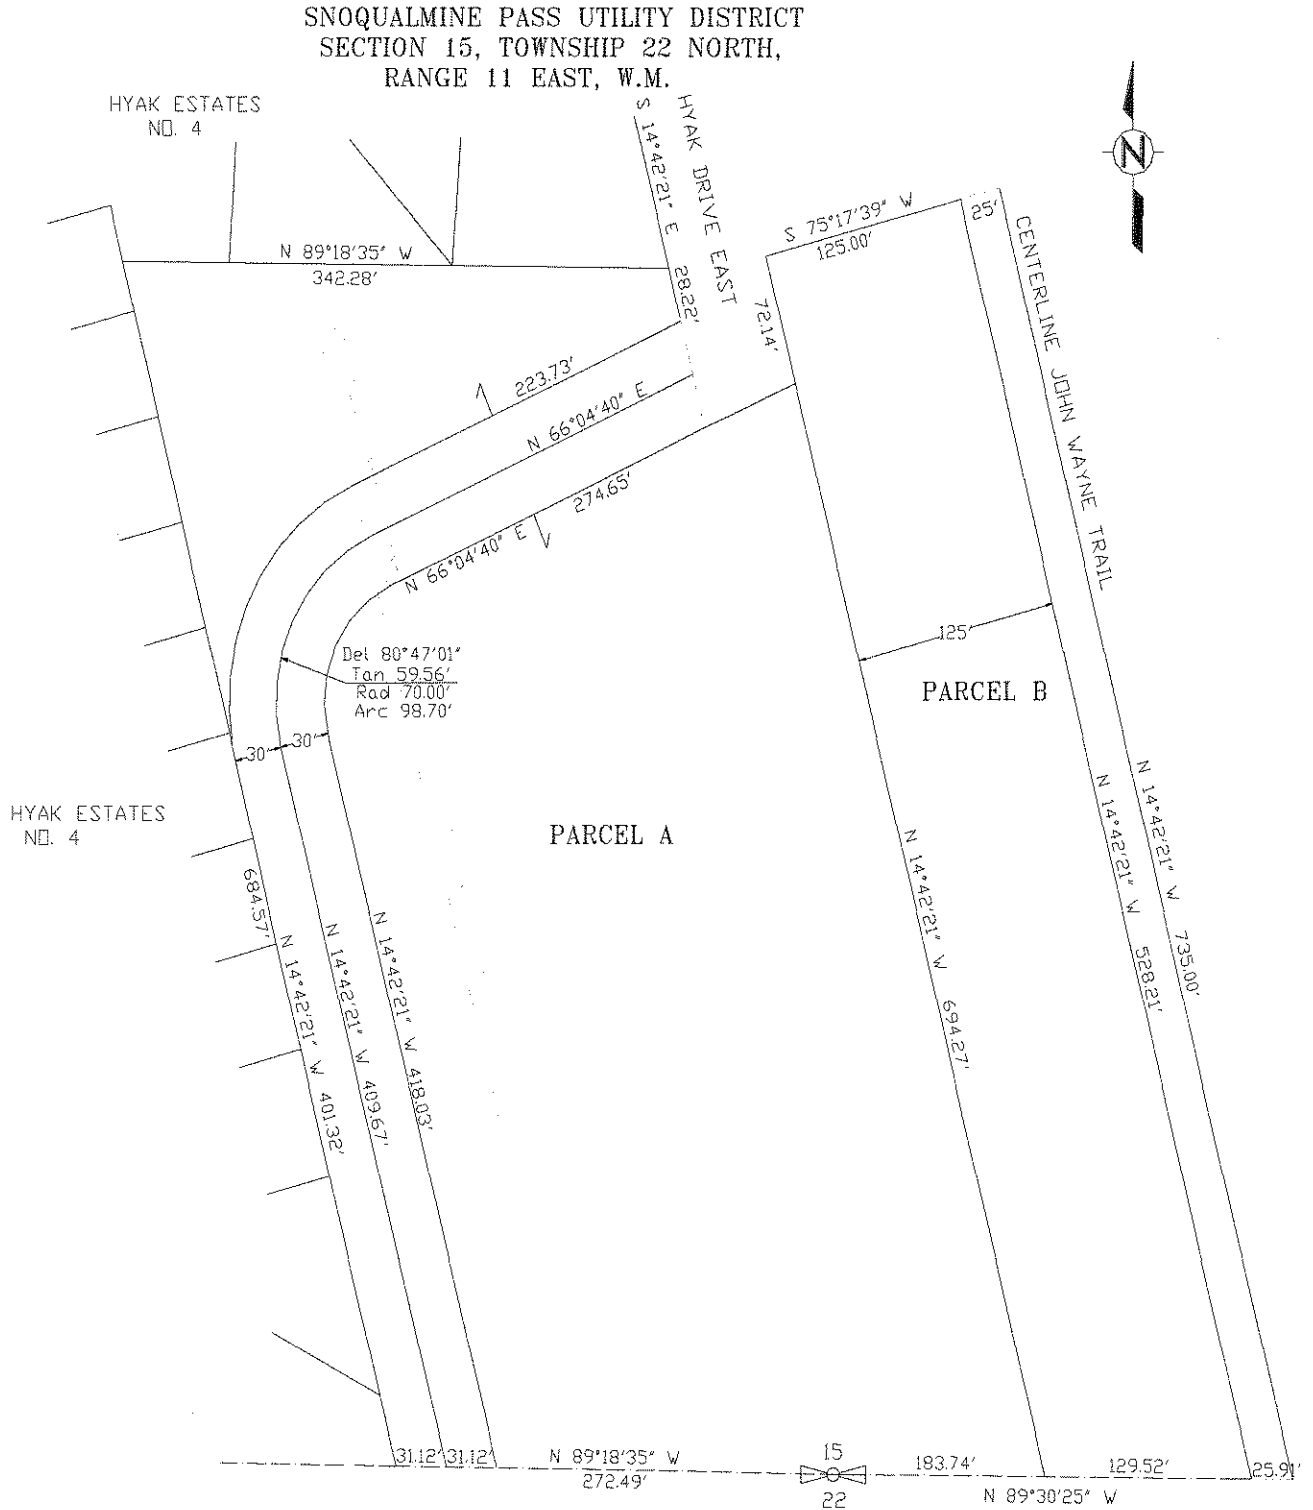 SNOQUALMINE PASS UTILITY DISTRICT
SECTION 15, TOWNSHIP 22 NORTH,
RANGE 11 EAST, W.M.
HYAK ESTATES
NO. 4
S 14°42'21" E 28.22'
HYAK DRIVE EAST
N
S 75°17'39" W
125.00'
25'
CENTERLINE JOHN WAYNE TRAIL
N 89°18'35" W
342.28'
72.14'
223.73'
N 66°04'40" E
274.65'
N 66°04'40" E
125'
Del 80°47'01"
Tan 59.56'
Rad 70.00'
Arc 98.70'
PARCEL B
30'
30'
HYAK ESTATES
NO. 4
PARCEL A
684.57'
N 14°42'21" W 401.32'
N 14°42'21" W 409.67'
N 14°42'21" W 418.03'
N 14°42'21" W 694.27'
N 14°42'21" W 528.21'
N 14°42'21" W 735.00'
31.12'
31.12'
N 89°18'35" W
272.49'
15
22
183.74'
129.52'
25.91'
N 89°30'25" W